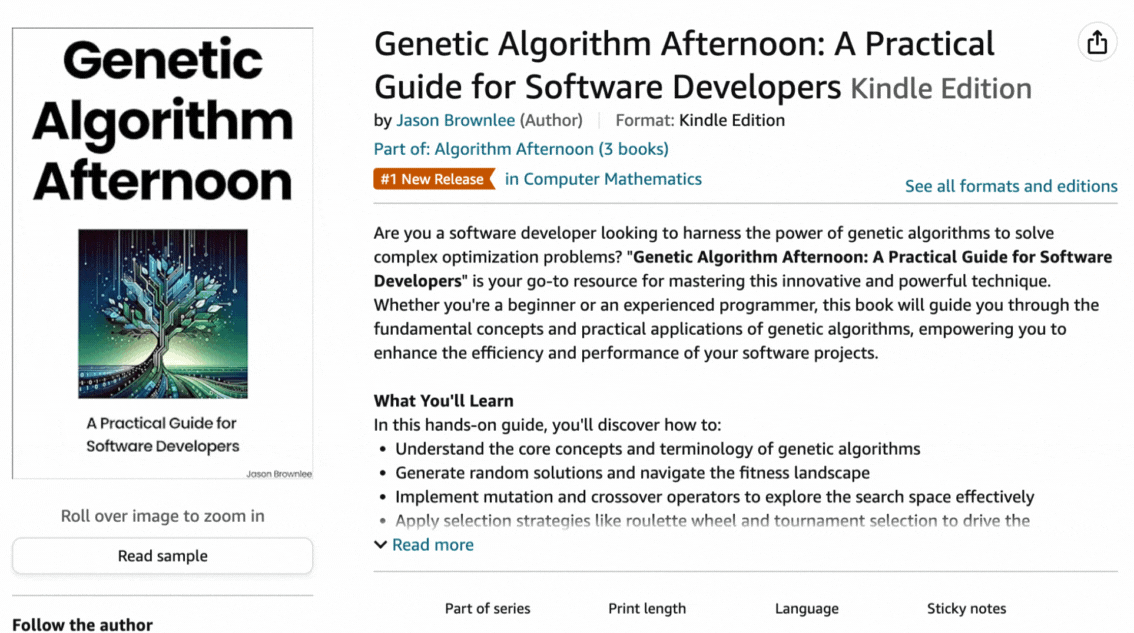 Genetic
Algorithm
Afternoon
A Practical Guide for
Software Developers
Jason Brownlee
Roll over image to zoom in
Read sample
Follow the author
Genetic Algorithm Afternoon: A Practical
Guide for Software Developers Kindle Edition
by Jason Brownlee (Author) Format: Kindle Edition
Part of: Algorithm Afternoon (3 books)
#1 New Release in Computer Mathematics
See all formats and editions
Are you a software developer looking to harness the power of genetic algorithms to solve
complex optimization problems? "Genetic Algorithm Afternoon: A Practical Guide for Software
Developers" is your go-to resource for mastering this innovative and powerful technique.
Whether you're a beginner or an experienced programmer, this book will guide you through the
fundamental concepts and practical applications of genetic algorithms, empowering you to
enhance the efficiency and performance of your software projects.
What You'll Learn
In this hands-on guide, you'll discover how to:
• Understand the core concepts and terminology of genetic algorithms
• Generate random solutions and navigate the fitness landscape
• Implement mutation and crossover operators to explore the search space effectively
• Apply selection strategies like roulette wheel and tournament selection to drive the
Read more
Part of series Print length Language Sticky notes